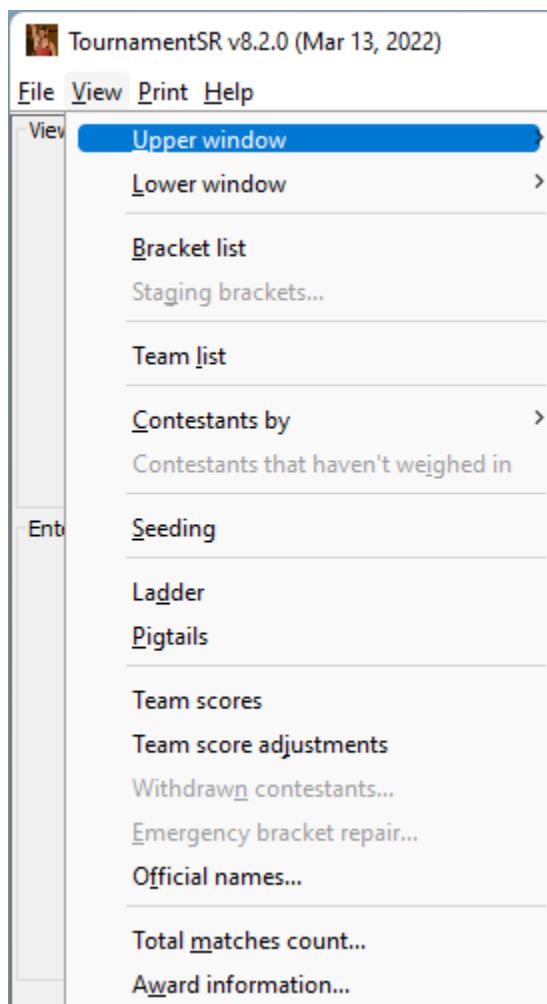 TournamentSR v8.2.0 (Mar 13, 2022)
File View Print Help
View
Upper window
Lower window
Bracket list
Staging brackets...
Team list
Contestants by
Contestants that haven't weighed in
Seeding
Ente
Ladder
Pigtails
Team scores
Team score adjustments
Withdrawn contestants...
Emergency bracket repair...
Official names...
Total matches count...
Award information...